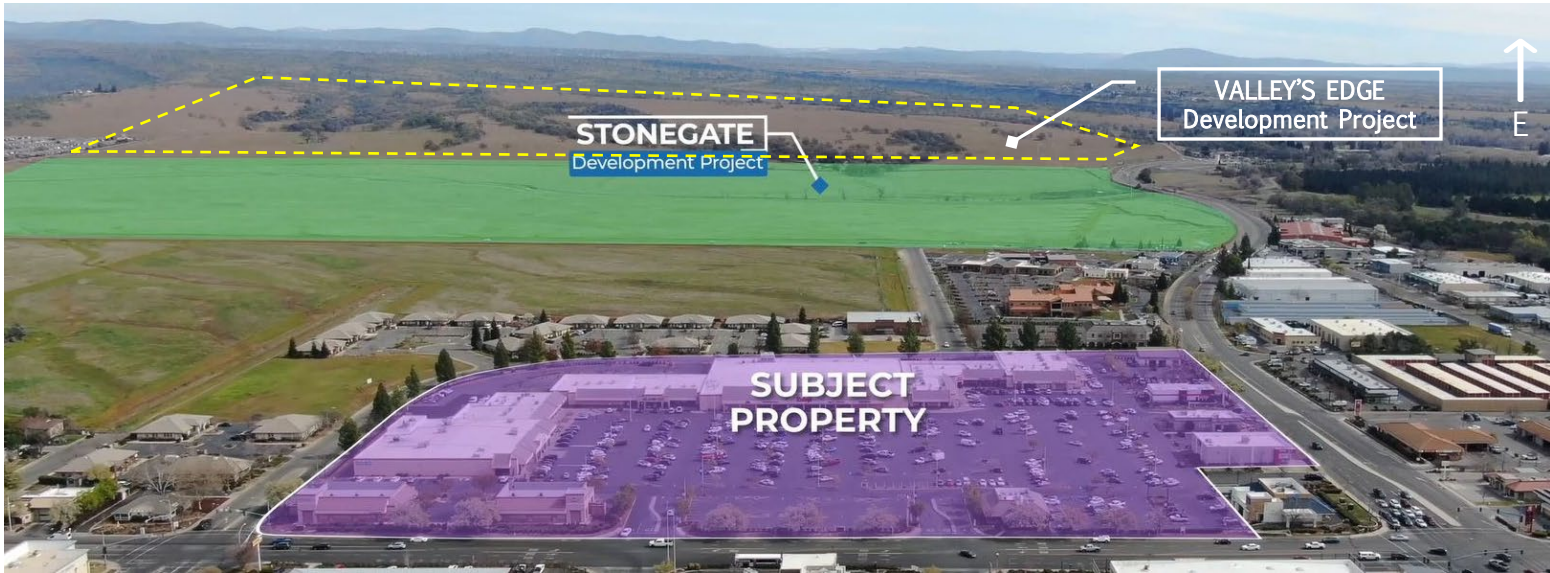 STONEGATE
Development Project
VALLEY'S EDGE
Development Project
E
SUBJECT
PROPERTY